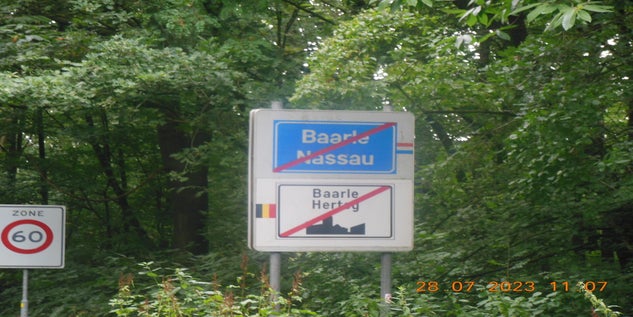 Baarle
Nassau
Baarle
Hertog
ZONE
60
28 07 2023 11:07